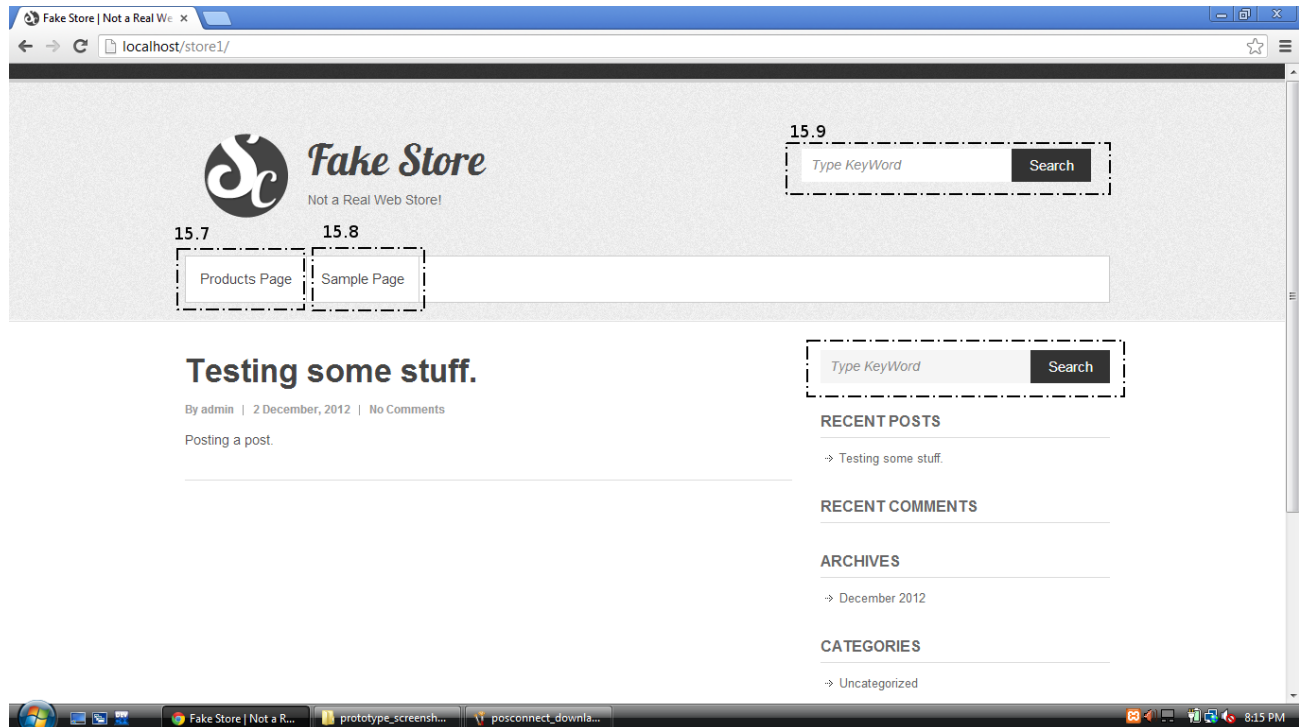 Fake Store | Not a Real We
localhost/store1/
15.9
Sc
Fake Store
Type KeyWord Search
Not a Real Web Store!
15.7 15.8
Products Page Sample Page
Testing some stuff.
By admin | 2 December, 2012 | No Comments
Posting a post.
Type KeyWord Search
RECENT POSTS
Testing some stuff.
RECENT COMMENTS
ARCHIVES
December 2012
CATEGORIES
Uncategorized
Fake Store | Not a R... prototype_screensh... posconnect_downla... 8:15 PM